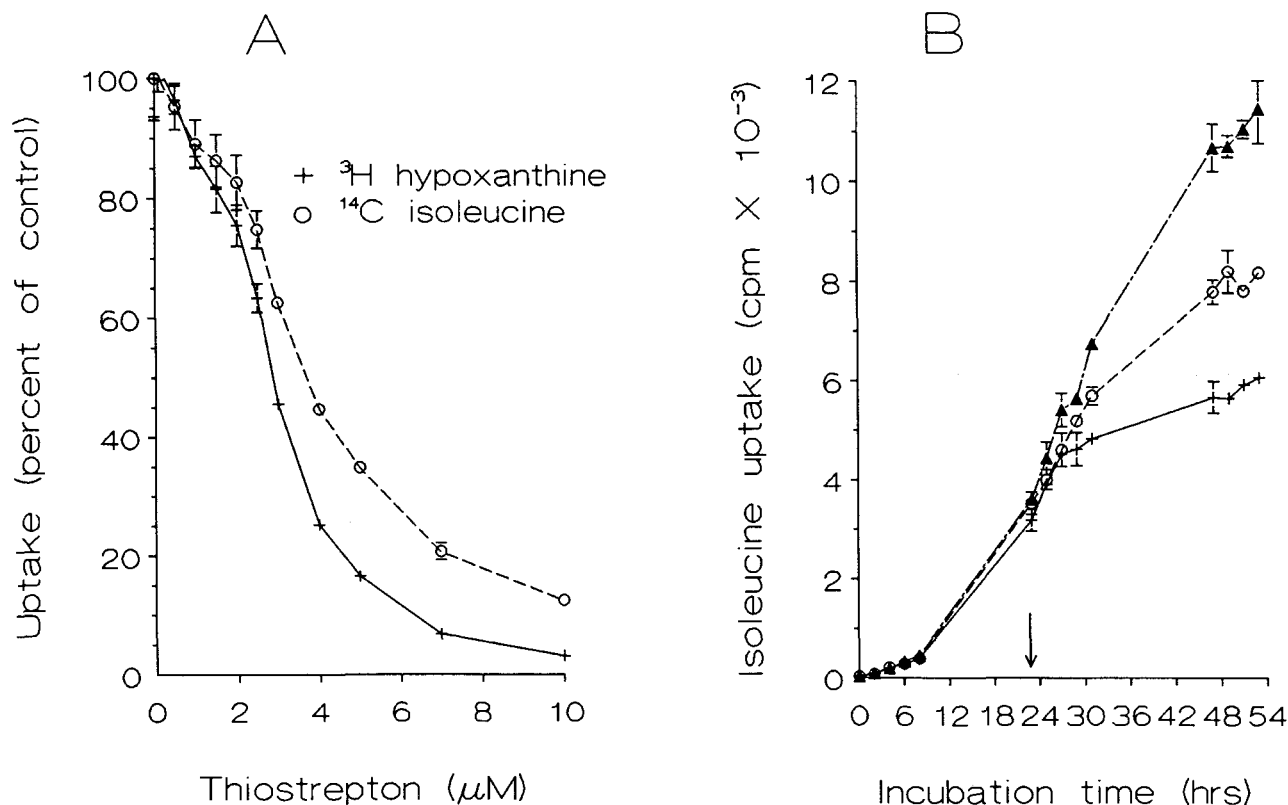 A
Uptake (percent of control)
100
80
60
40
20
0
+ ³H hypoxanthine
○ ¹⁴C isoleucine
0 2 4 6 8 10
Thiostrepton (μM)
B
Isoleucine uptake (cpm X 10⁻³)
12
10
8
6
4
2
0
0 6 12 18 24 30 36 42 48 54
Incubation time (hrs)